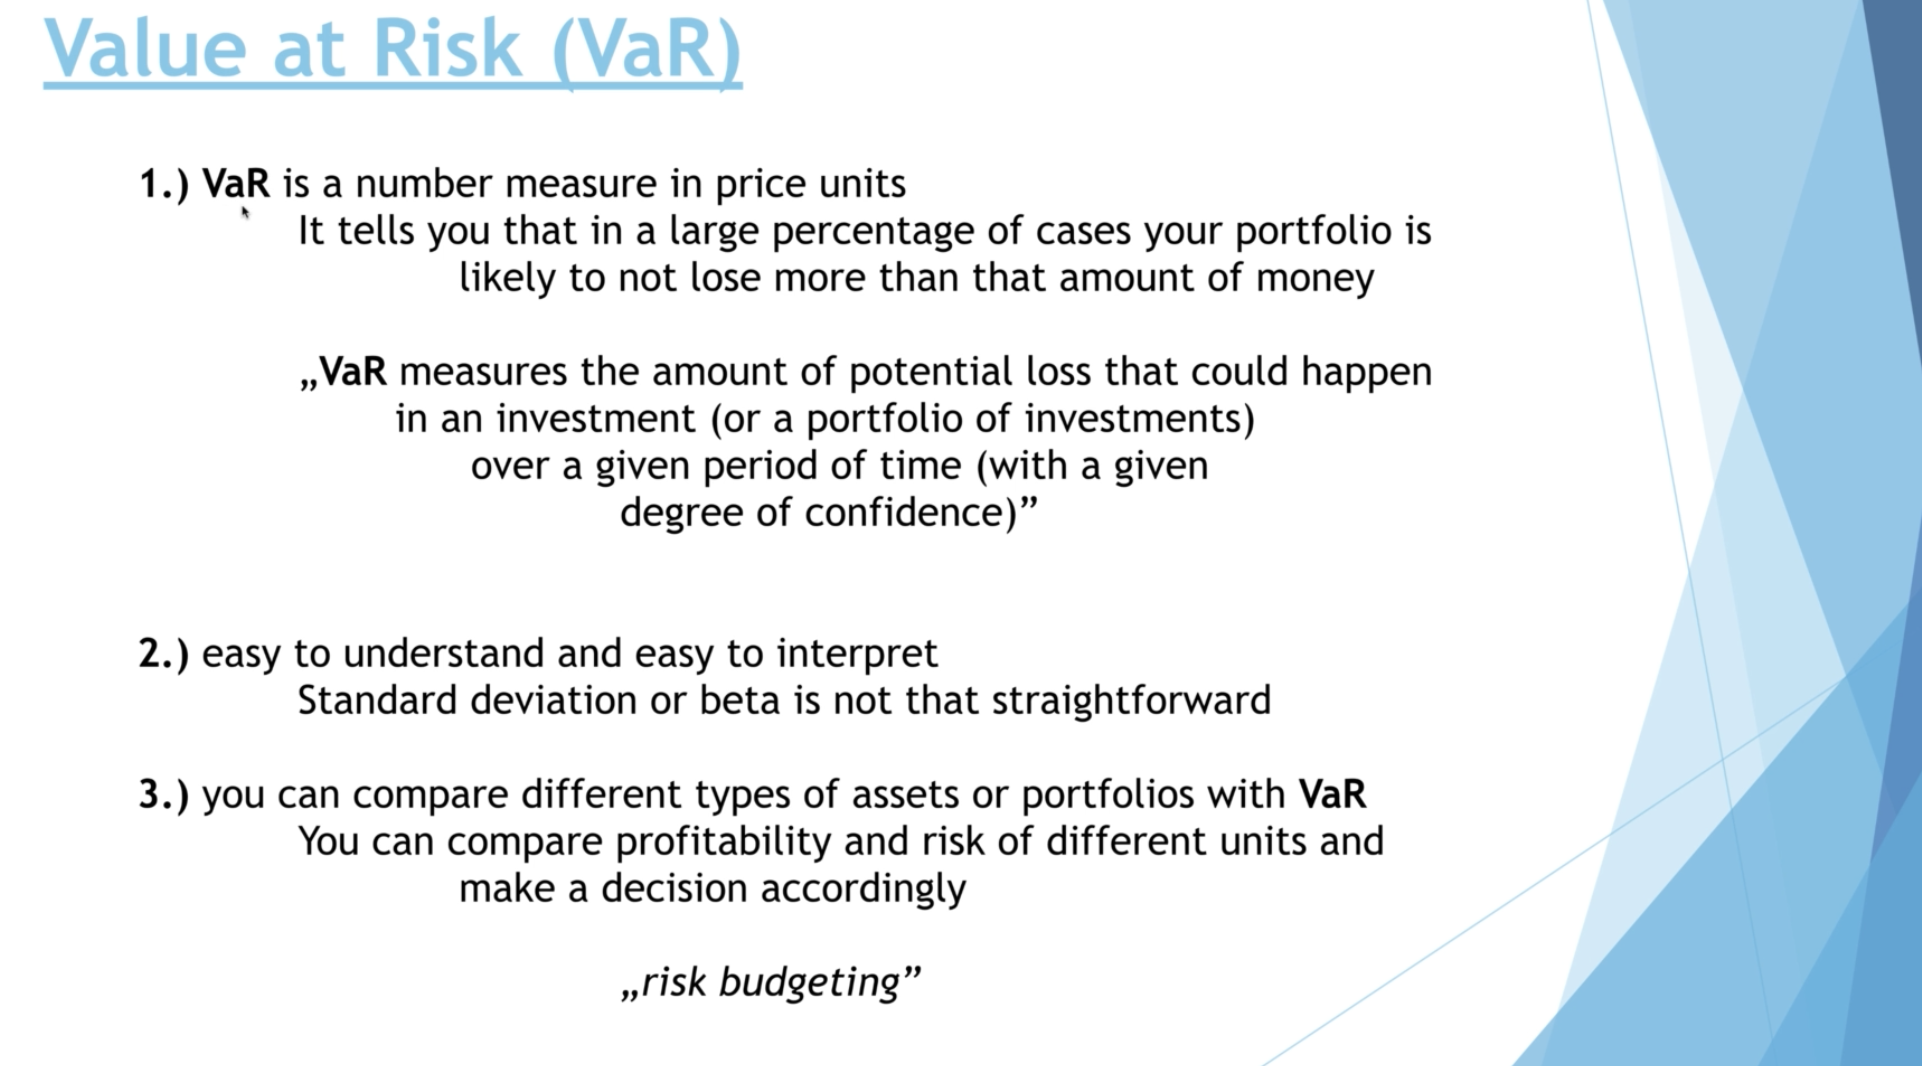 Value at Risk (VaR)
1.) VaR is a number measure in price units
It tells you that in a large percentage of cases your portfolio is
likely to not lose more than that amount of money
„VaR measures the amount of potential loss that could happen
in an investment (or a portfolio of investments)
over a given period of time (with a given
degree of confidence)”
2.) easy to understand and easy to interpret
Standard deviation or beta is not that straightforward
3.) you can compare different types of assets or portfolios with VaR
You can compare profitability and risk of different units and
make a decision accordingly
„risk budgeting”